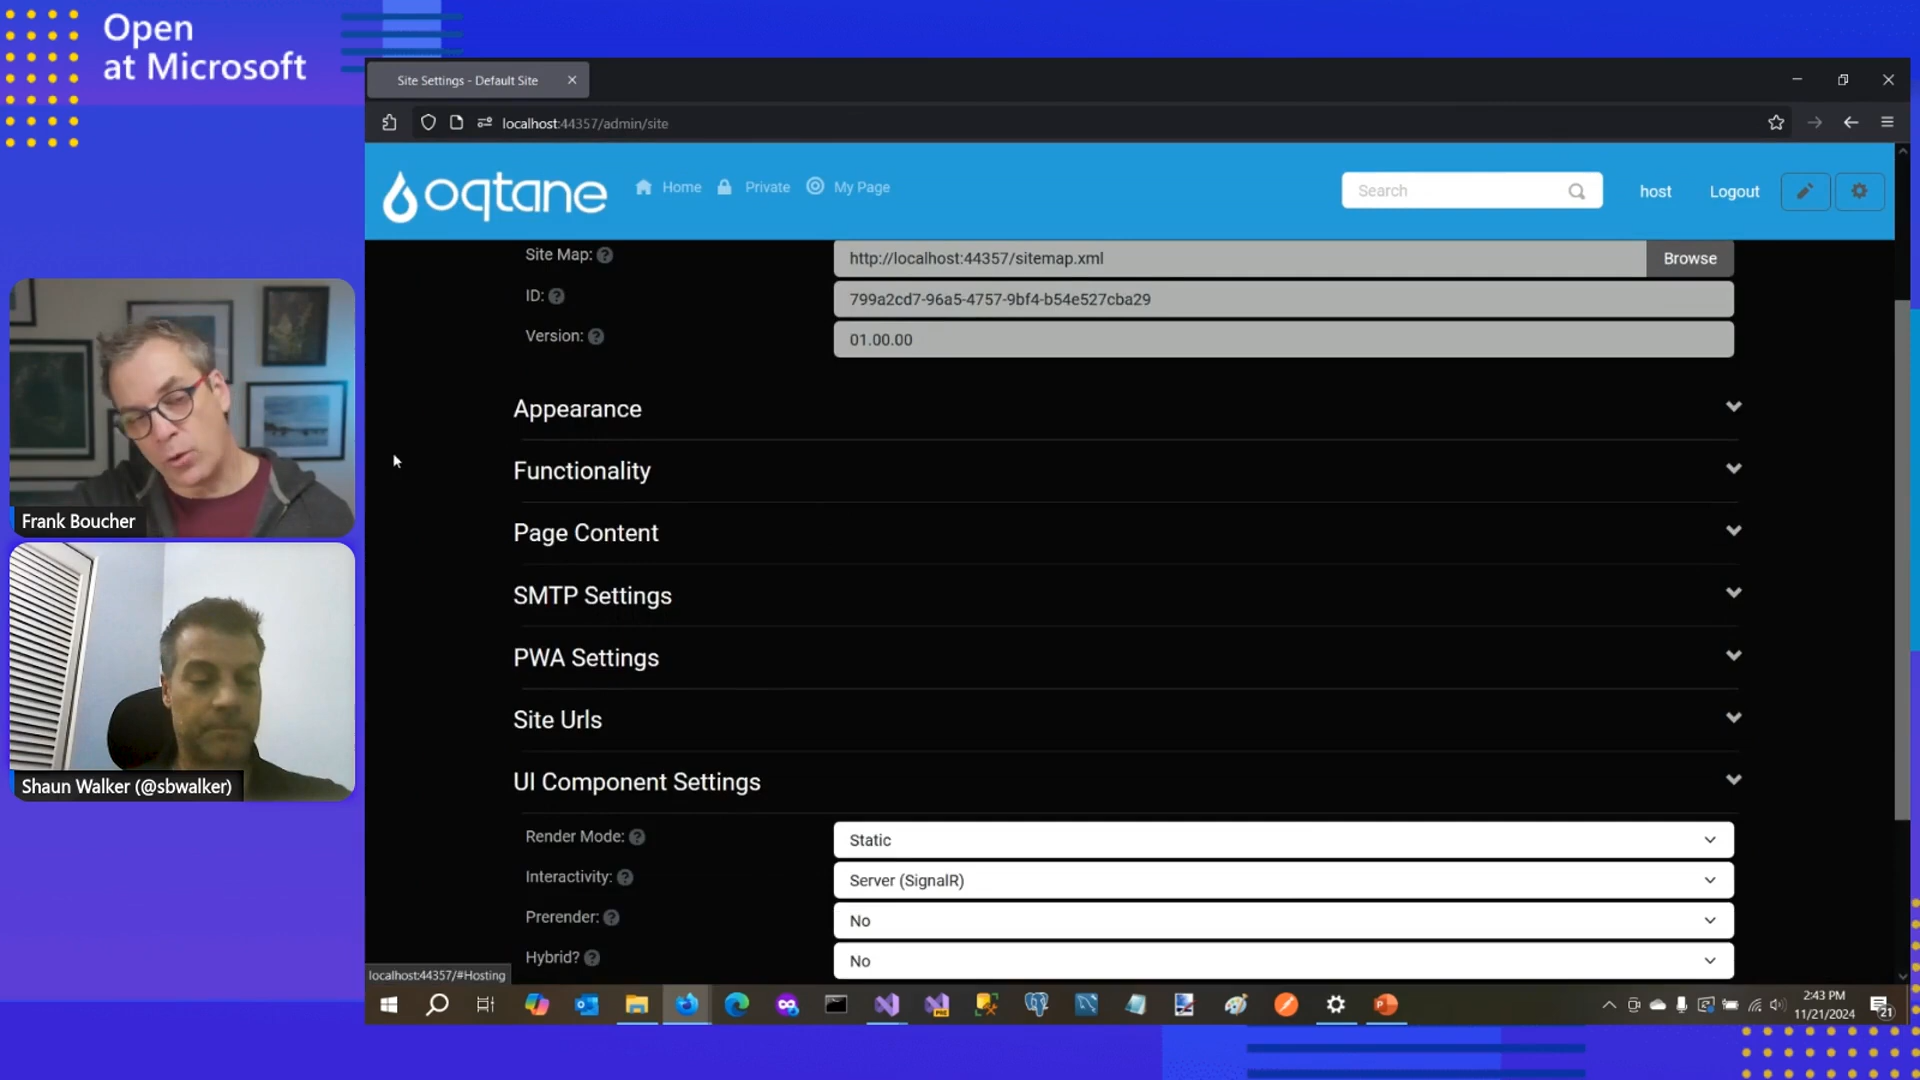 Open
at Microsoft
Site Settings - Default Site
localhost:44357/admin/site
oqtane
Home
Private
My Page
Search
host
Logout
Site Map:
http://localhost:44357/sitemap.xml
Browse
ID:
799a2cd7-96a5-4757-9bf4-b54e527cba29
Version:
01.00.00
Appearance
Functionality
Page Content
SMTP Settings
PWA Settings
Site Urls
UI Component Settings
Render Mode:
Static
Interactivity:
Server (SignalR)
Prerender:
No
Hybrid?
No
localhost:44357/#Hosting
Frank Boucher
Shaun Walker (@sbwalker)
2:43 PM
11/21/2024
21